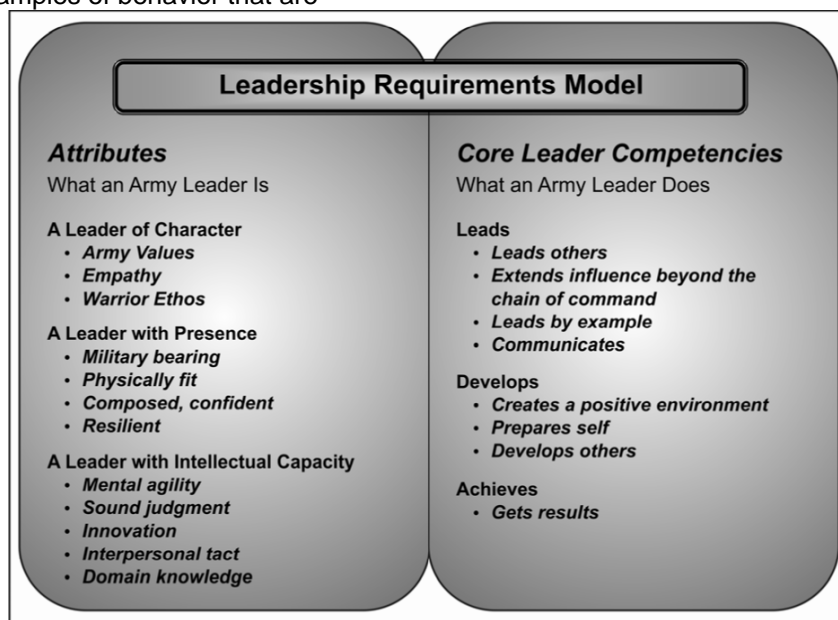 amples of behavior that are
Leadership Requirements Model
Attributes
What an Army Leader Is
A Leader of Character
• Army Values
• Empathy
• Warrior Ethos
A Leader with Presence
• Military bearing
• Physically fit
• Composed, confident
• Resilient
A Leader with Intellectual Capacity
• Mental agility
• Sound judgment
• Innovation
• Interpersonal tact
• Domain knowledge
Core Leader Competencies
What an Army Leader Does
Leads
• Leads others
• Extends influence beyond the
chain of command
• Leads by example
• Communicates
Develops
• Creates a positive environment
• Prepares self
• Develops others
Achieves
• Gets results